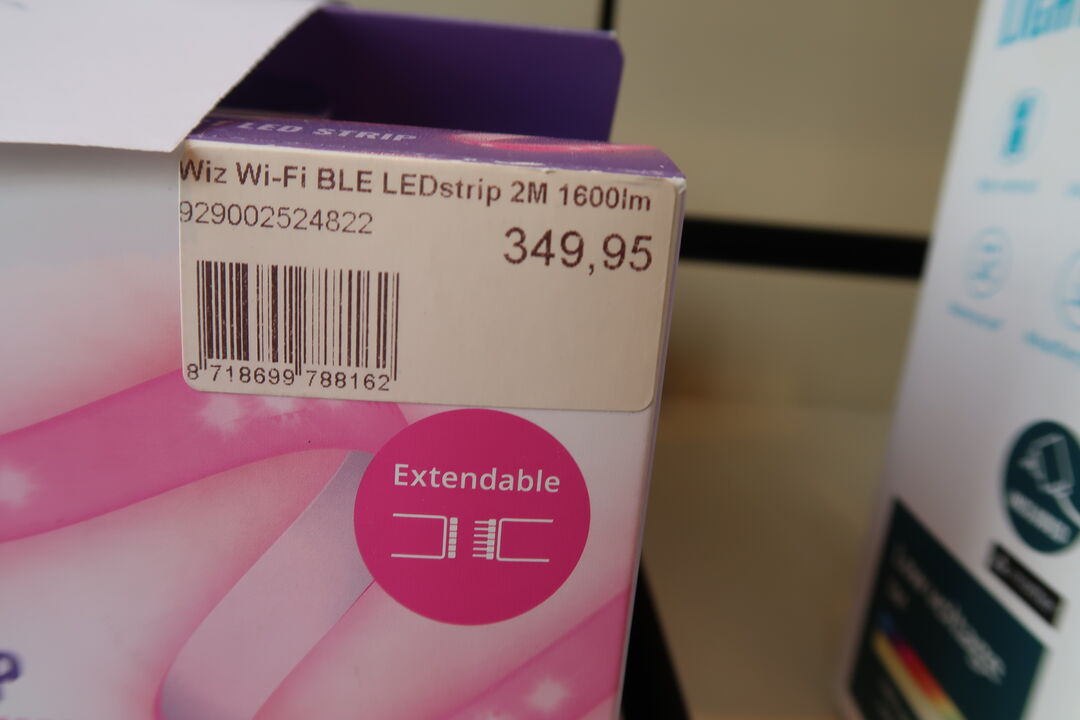 LED STRIP
Wiz Wi-Fi BLE LEDstrip 2M 1600lm
929002524822
349,95
8 718699 788162
Extendable